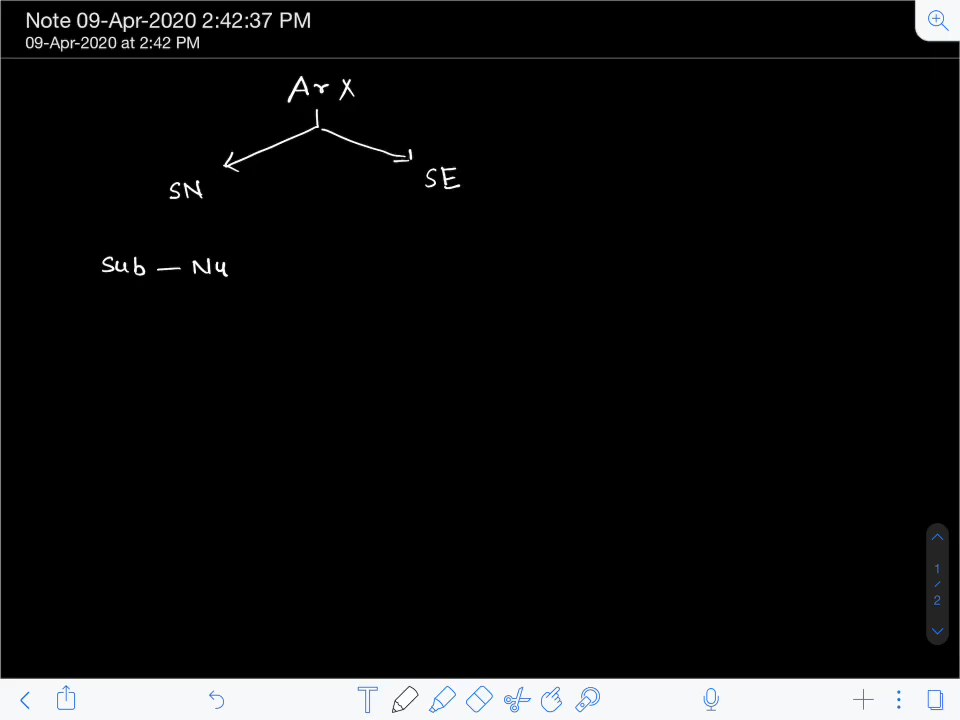 Note 09-Apr-2020 2:42:37 PM
09-Apr-2020 at 2:42 PM
Ar X
SN
SE
Sub — Nu
1
/
2